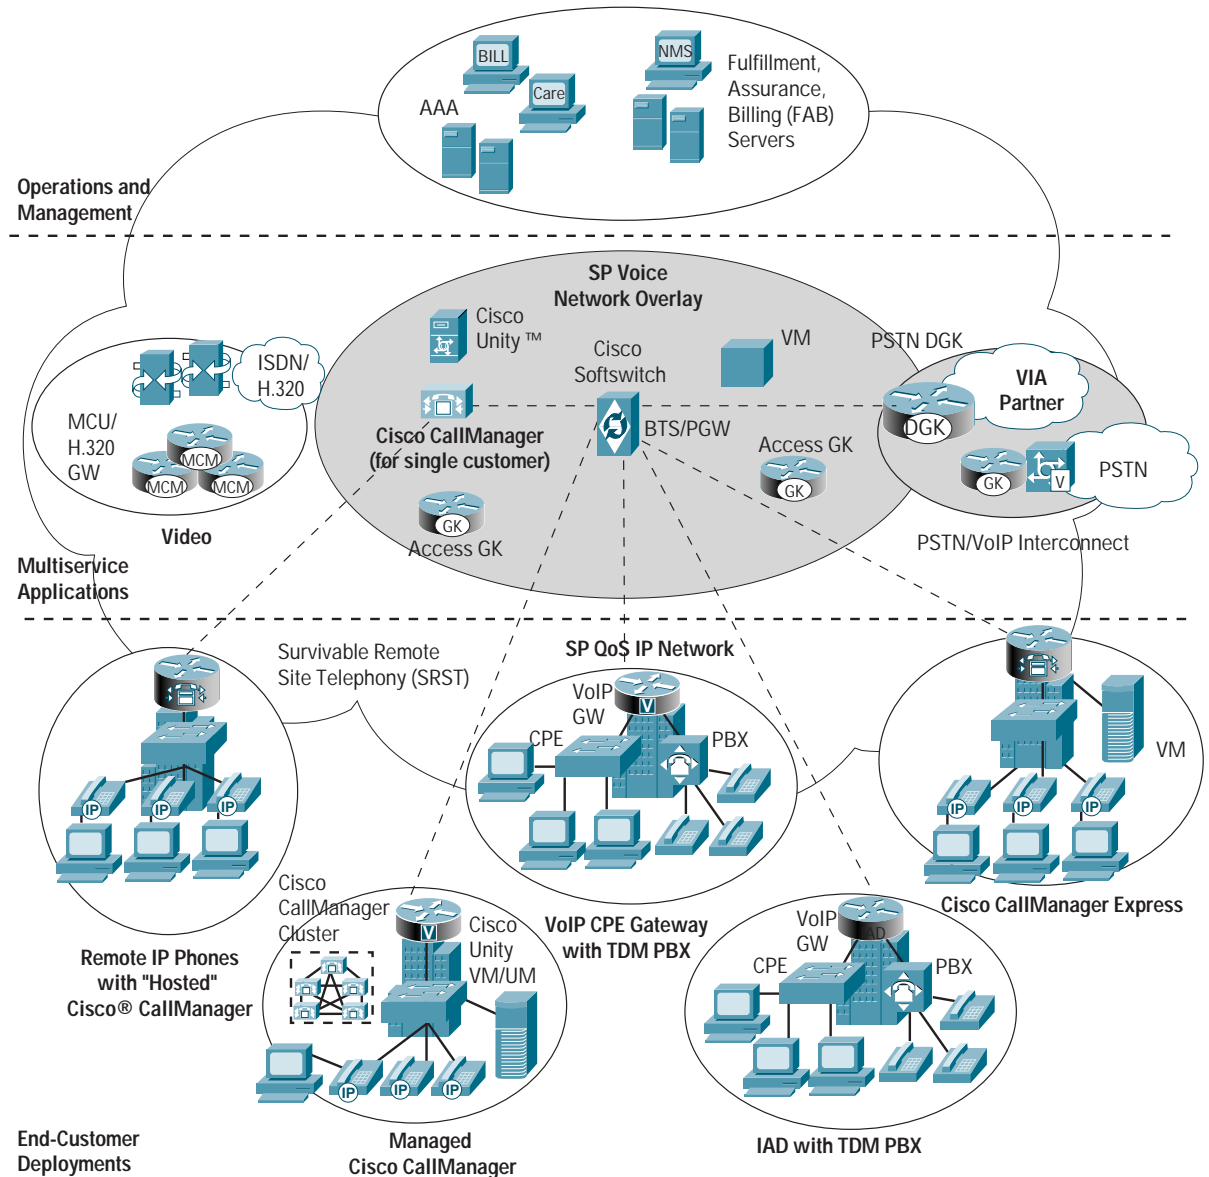 BILL
NMS
Care
AAA
Fulfillment,
Assurance,
Billing (FAB)
Servers
Operations and
Management
SP Voice
Network Overlay
Cisco
Unity ™
Cisco
Softswitch
VM
PSTN DGK
VIA
Partner
DGK
ISDN/
H.320
MCU/
H.320
GW
MCM
MCM
MCM
Video
Cisco CallManager
(for single customer)
BTS/PGW
Access GK
GK
GK
Access GK
GK
V
PSTN
PSTN/VoIP Interconnect
Multiservice
Applications
Survivable Remote
Site Telephony (SRST)
SP QoS IP Network
VoIP
GW
V
CPE
PBX
VM
IP
IP
IP
IP
IP
IP
Cisco
CallManager
Cluster
V
Cisco
Unity
VM/UM
IP
IP
IP
VoIP CPE Gateway
with TDM PBX
Cisco CallManager Express
VoIP
GW
IAD
CPE
PBX
Remote IP Phones
with "Hosted"
Cisco® CallManager
Managed
Cisco CallManager
IAD with TDM PBX
End-Customer
Deployments